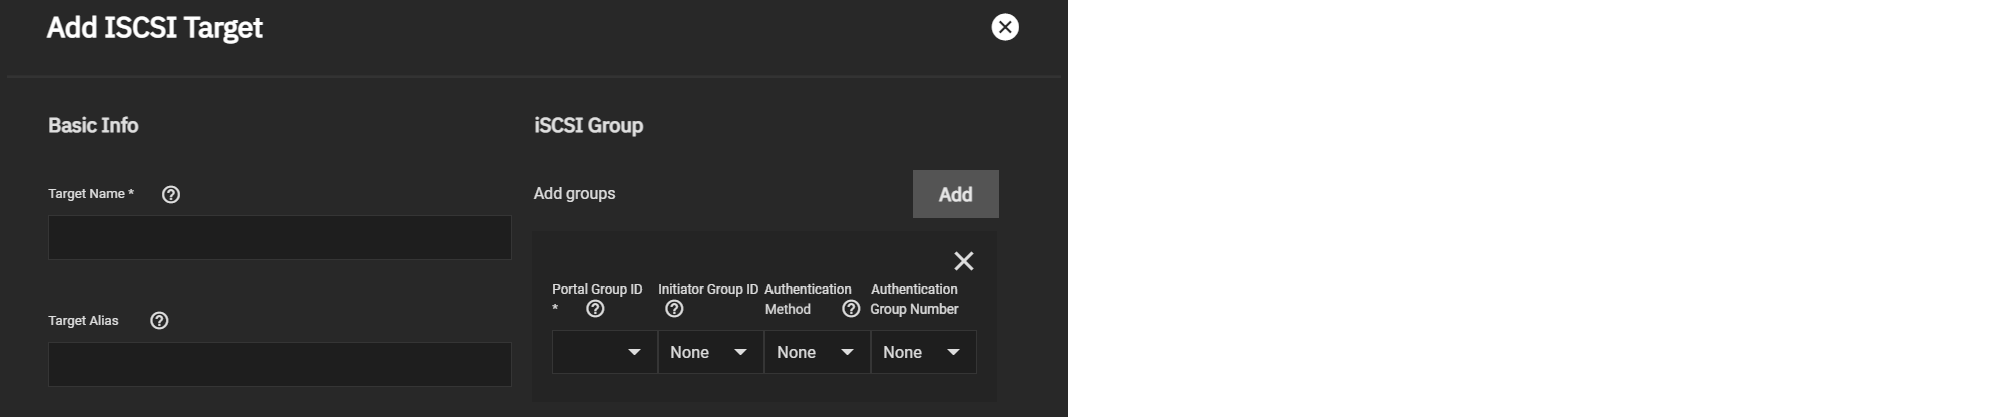 Add ISCSI Target
Basic Info
Target Name *
Target Alias
iSCSI Group
Add groups
Add
Portal Group ID
*
Initiator Group ID
Authentication
Method
Authentication
Group Number
None
None
None